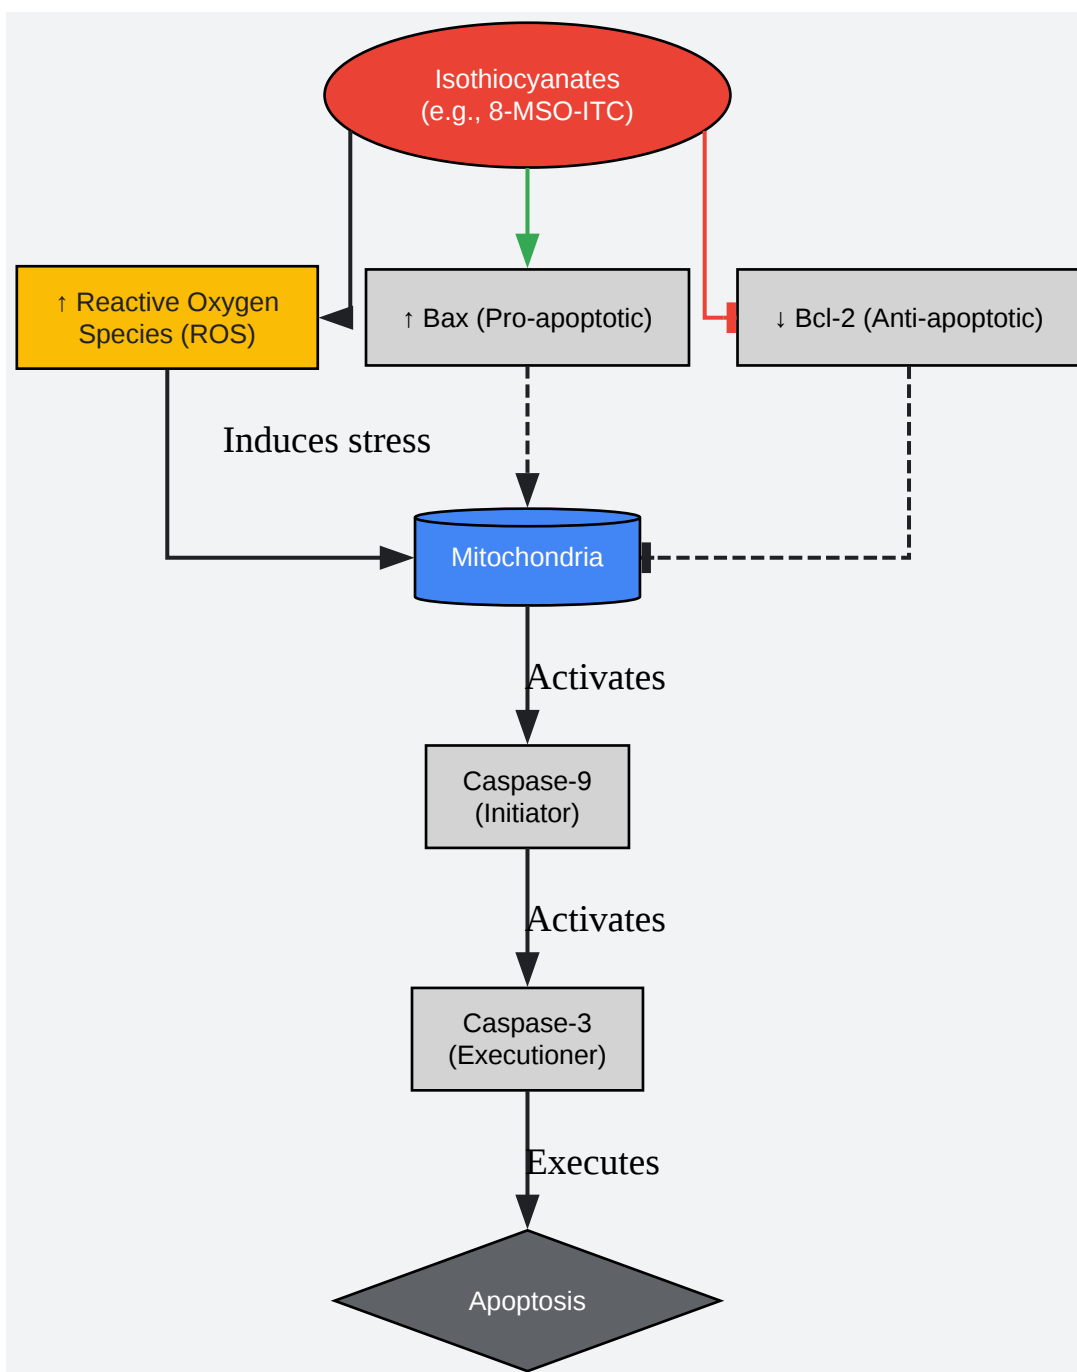 Isothiocyanates
(e.g., 8-MSO-ITC)
↑ Reactive Oxygen
Species (ROS)
↑ Bax (Pro-apoptotic)
↓ Bcl-2 (Anti-apoptotic)
Induces stress
Mitochondria
Activates
Caspase-9
(Initiator)
Activates
Caspase-3
(Executioner)
Executes
Apoptosis